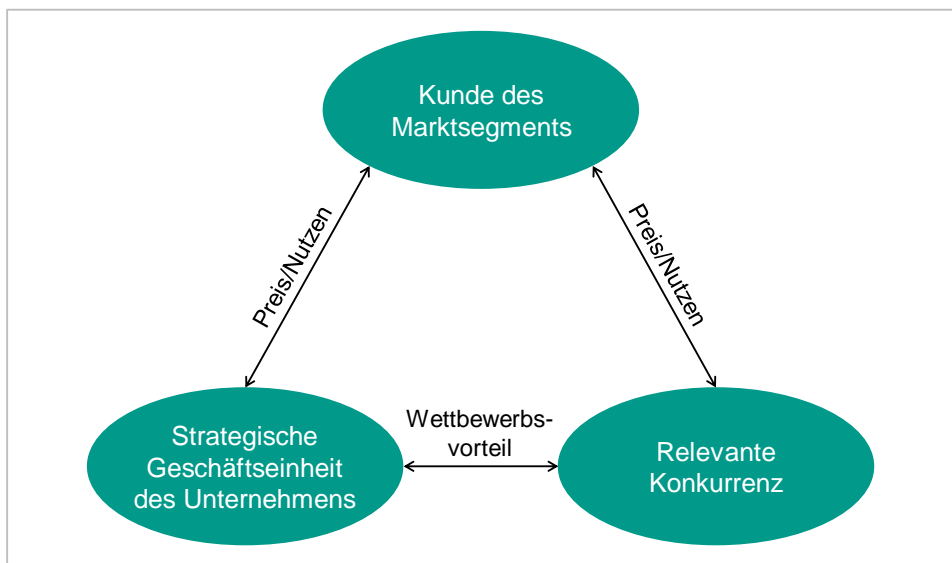 Kunde des
Marktsegments
Preis/Nutzen
Preis/Nutzen
Strategische
Geschäftseinheit
des Unternehmens
Wettbewerbs-
vorteil
Relevante
Konkurrenz